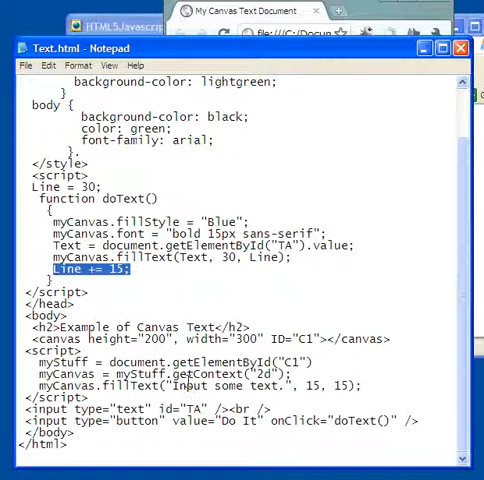 HTML5.Javascrip
My Canvas Text Document
file:///C:/Docun
Text.html - Notepad
File Edit Format View Help
background-color: lightgreen;
}
body {
background-color: black;
color: green;
font-family: arial;
}.
</style>
<script>
Line = 30;
function doText()
{
myCanvas.fillStyle = "Blue";
myCanvas.font = "bold 15px sans-serif";
Text = document.getElementById("TA").value;
myCanvas.fillText(Text, 30, Line);
Line += 15;
}
</script>
</head>
<body>
<h2>Example of Canvas Text</h2>
<canvas height="200", width="300" ID="C1"></canvas>
<script>
myStuff = document.getElementById("C1")
myCanvas = myStuff.getContext("2d");
myCanvas.fillText("Input some text.", 15, 15);
</script>
<input type="text" id="TA" /><br />
<input type="button" value="Do It" onClick="doText()" />
</body>
</html>